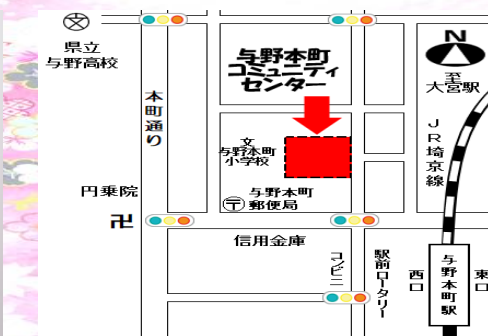 県立
与野高校
本町通り
与野本町
コミュニティ
センター
N
至
大宮駅
JR埼京線
文
与野本町
小学校
円乗院
卍
〒
与野本町
郵便局
信用金庫
コンビニ
駅前ロータリー
西口
与野本町駅
東口